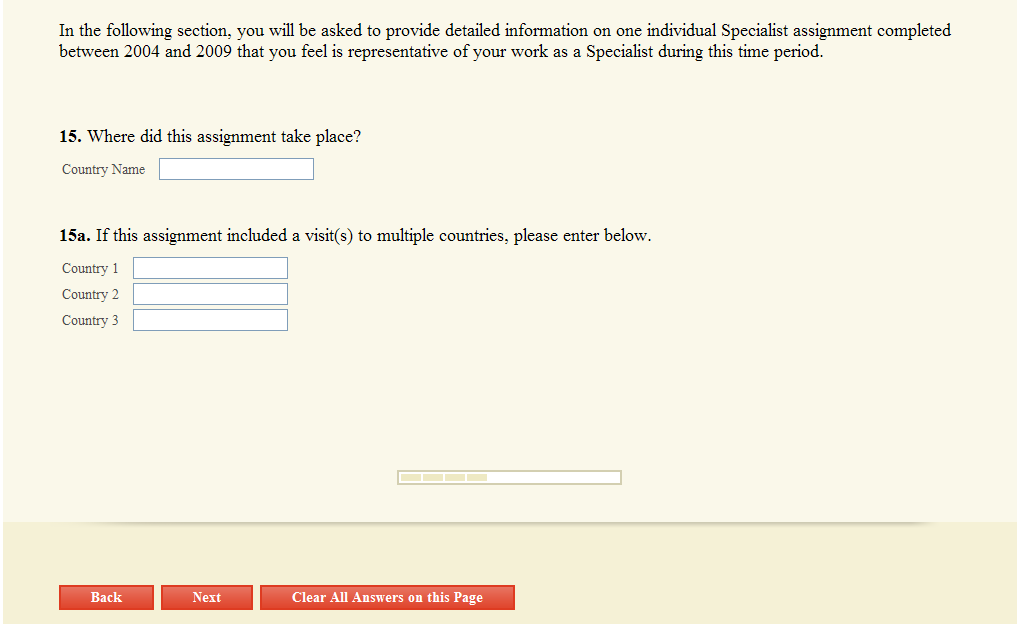 In the following section, you will be asked to provide detailed information on one individual Specialist assignment completed
between 2004 and 2009 that you feel is representative of your work as a Specialist during this time period.
15. Where did this assignment take place?
Country Name
15a. If this assignment included a visit(s) to multiple countries, please enter below.
Country 1
Country 2
Country 3
Back Next Clear All Answers on this Page